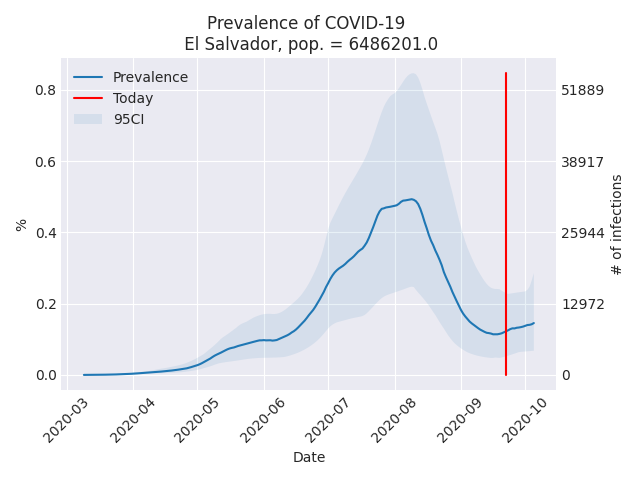 Prevalence of COVID-19
El Salvador, pop. = 6486201.0
Prevalence
Today
95CI
%
0.8
0.6
0.4
0.2
0.0
51889
38917
25944
12972
0
# of infections
2020-03
2020-04
2020-05
2020-06
2020-07
2020-08
2020-09
2020-10
Date